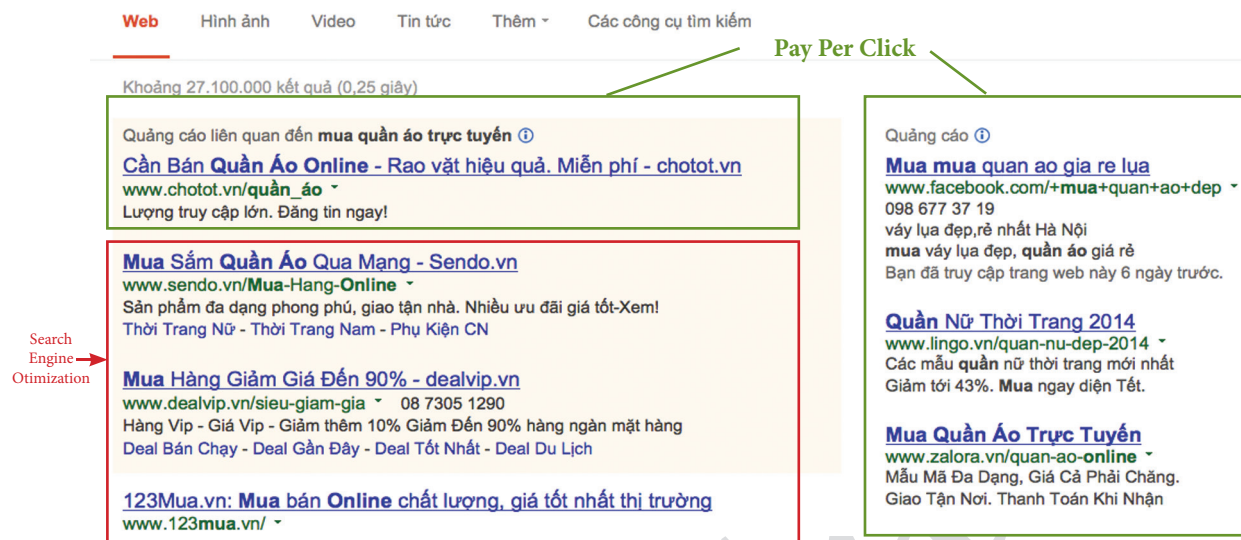 Web Hình ảnh Video Tin tức Thêm Các công cụ tìm kiếm
Pay Per Click
Khoảng 27.100.000 kết quả (0,25 giây)
Quảng cáo liên quan đến mua quần áo trực tuyến
Cần Bán Quần Áo Online - Rao vặt hiệu quả. Miễn phí - chotot.vn
www.chotot.vn/quần_áo
Lượng truy cập lớn. Đăng tin ngay!
Mua Sắm Quần Áo Qua Mạng - Sendo.vn
www.sendo.vn/Mua-Hang-Online
Sản phẩm đa dạng phong phú, giao tận nhà. Nhiều ưu đãi giá tốt-Xem!
Thời Trang Nữ - Thời Trang Nam - Phụ Kiện CN
Search
Engine
Otimization
Mua Hàng Giảm Giá Đến 90% - dealvip.vn
www.dealvip.vn/sieu-giam-gia 08 7305 1290
Hàng Vip - Giá Vip - Giảm thêm 10% Giảm Đến 90% hàng ngàn mặt hàng
Deal Bán Chạy - Deal Gần Đây - Deal Tốt Nhất - Deal Du Lịch
123Mua.vn: Mua bán Online chất lượng, giá tốt nhất thị trường
www.123mua.vn/
Quảng cáo
Mua mua quan ao gia re lụa
www.facebook.com/+mua+quan+ao+dep
098 677 37 19
váy lụa đẹp,rẻ nhất Hà Nội
mua váy lụa đẹp, quần áo giá rẻ
Bạn đã truy cập trang web này 6 ngày trước.
Quần Nữ Thời Trang 2014
www.lingo.vn/quan-nu-dep-2014
Các mẫu quần nữ thời trang mới nhất
Giảm tới 43%. Mua ngay diện Tết.
Mua Quần Áo Trực Tuyến
www.zalora.vn/quan-ao-online
Mẫu Mã Đa Dạng, Giá Cả Phải Chăng.
Giao Tận Nơi. Thanh Toán Khi Nhận